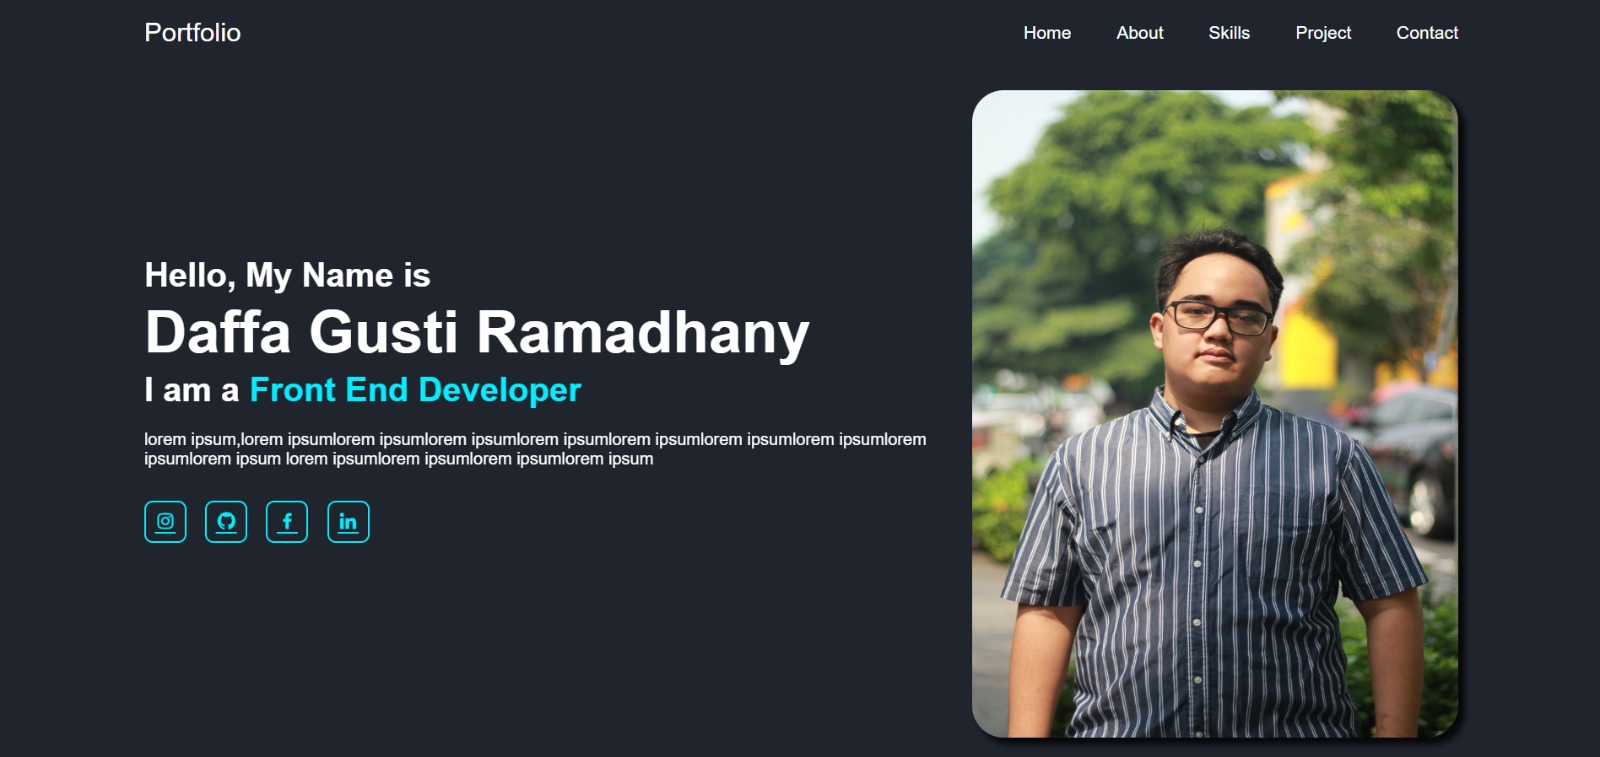 Portfolio
Home About Skills Project Contact
Hello, My Name is
Daffa Gusti Ramadhany
I am a Front End Developer
lorem ipsum,lorem ipsumlorem ipsumlorem ipsumlorem ipsumlorem ipsumlorem ipsumlorem ipsumlorem
ipsumlorem ipsum lorem ipsumlorem ipsumlorem ipsumlorem ipsum